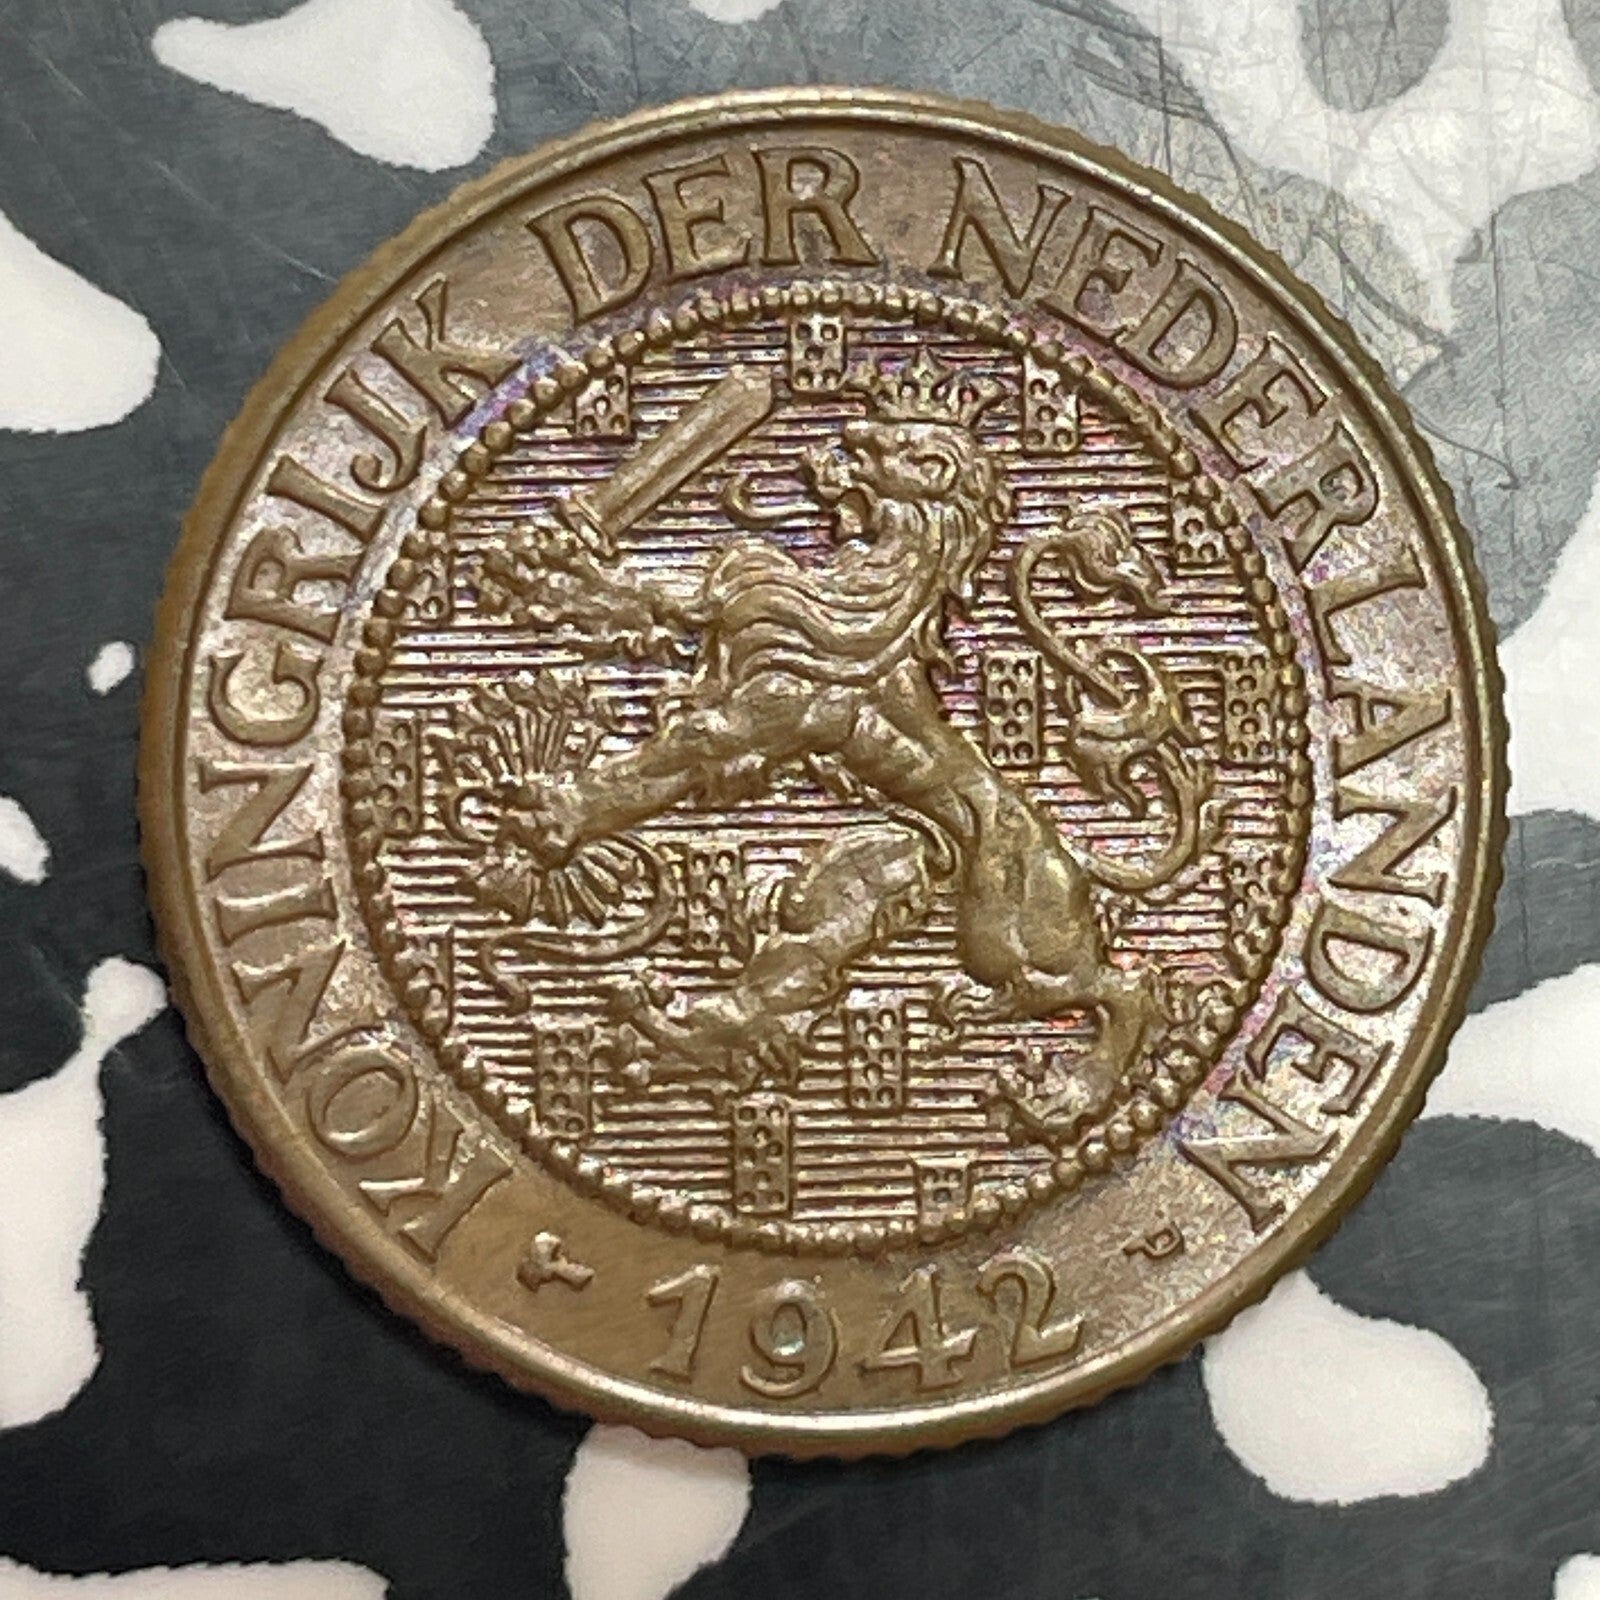 KONINGRIJK DER NEDERLANDEN
1942
P